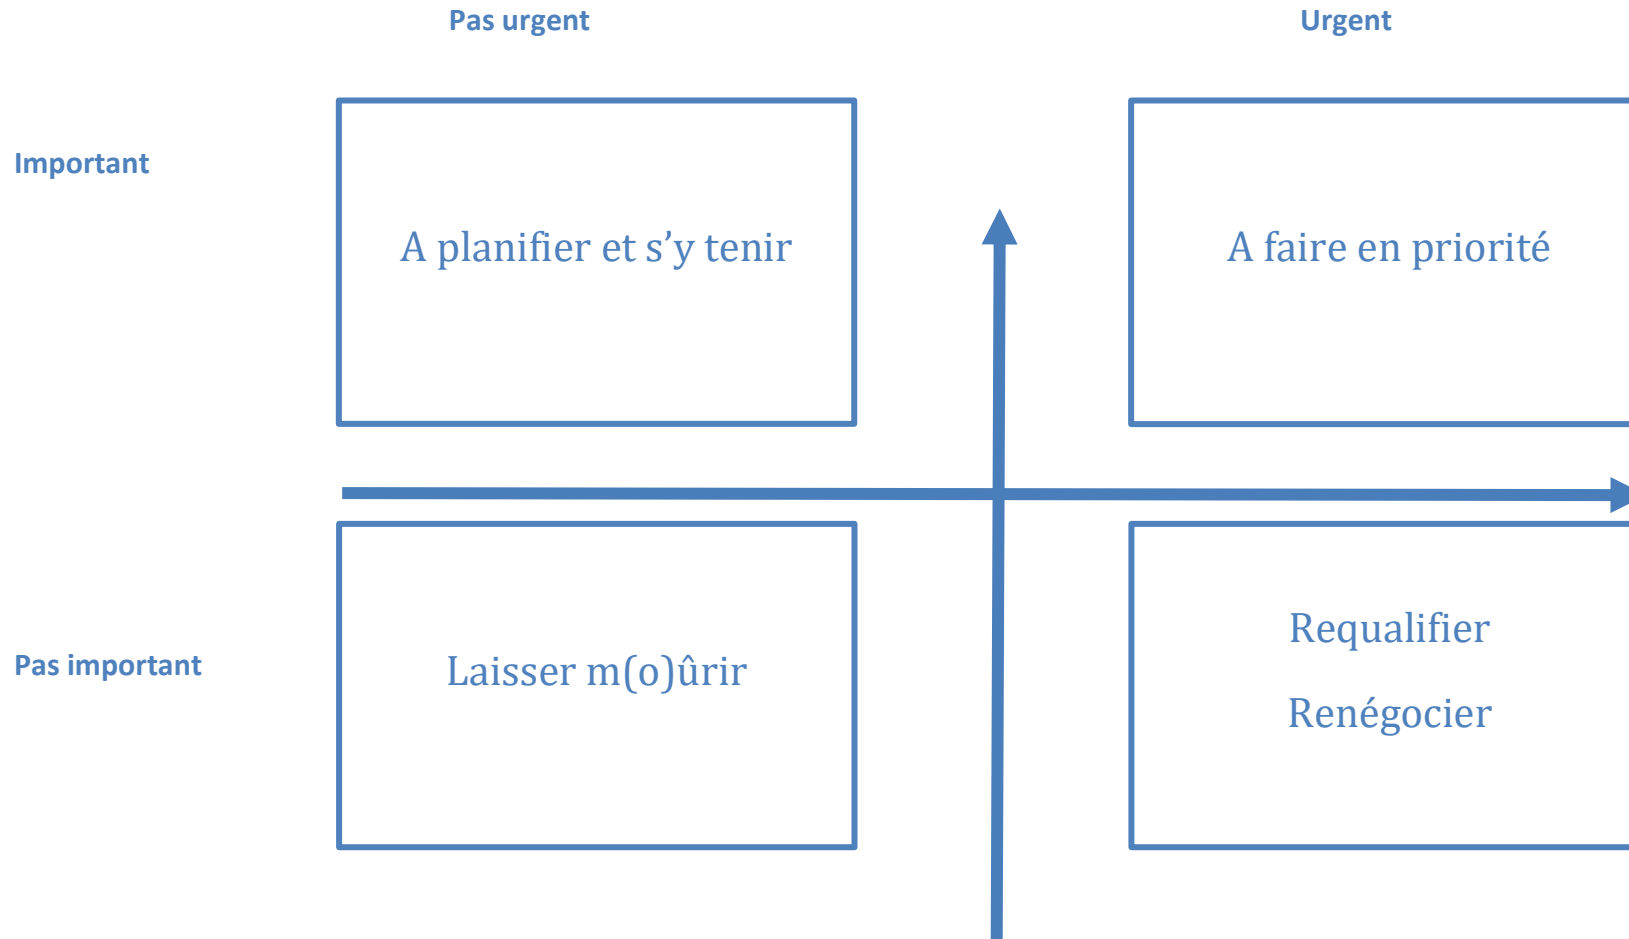 Pas urgent
Urgent
Important
A planifier et s’y tenir
A faire en priorité
Pas important
Laisser m(o)ûrir
Requalifier
Renégocier